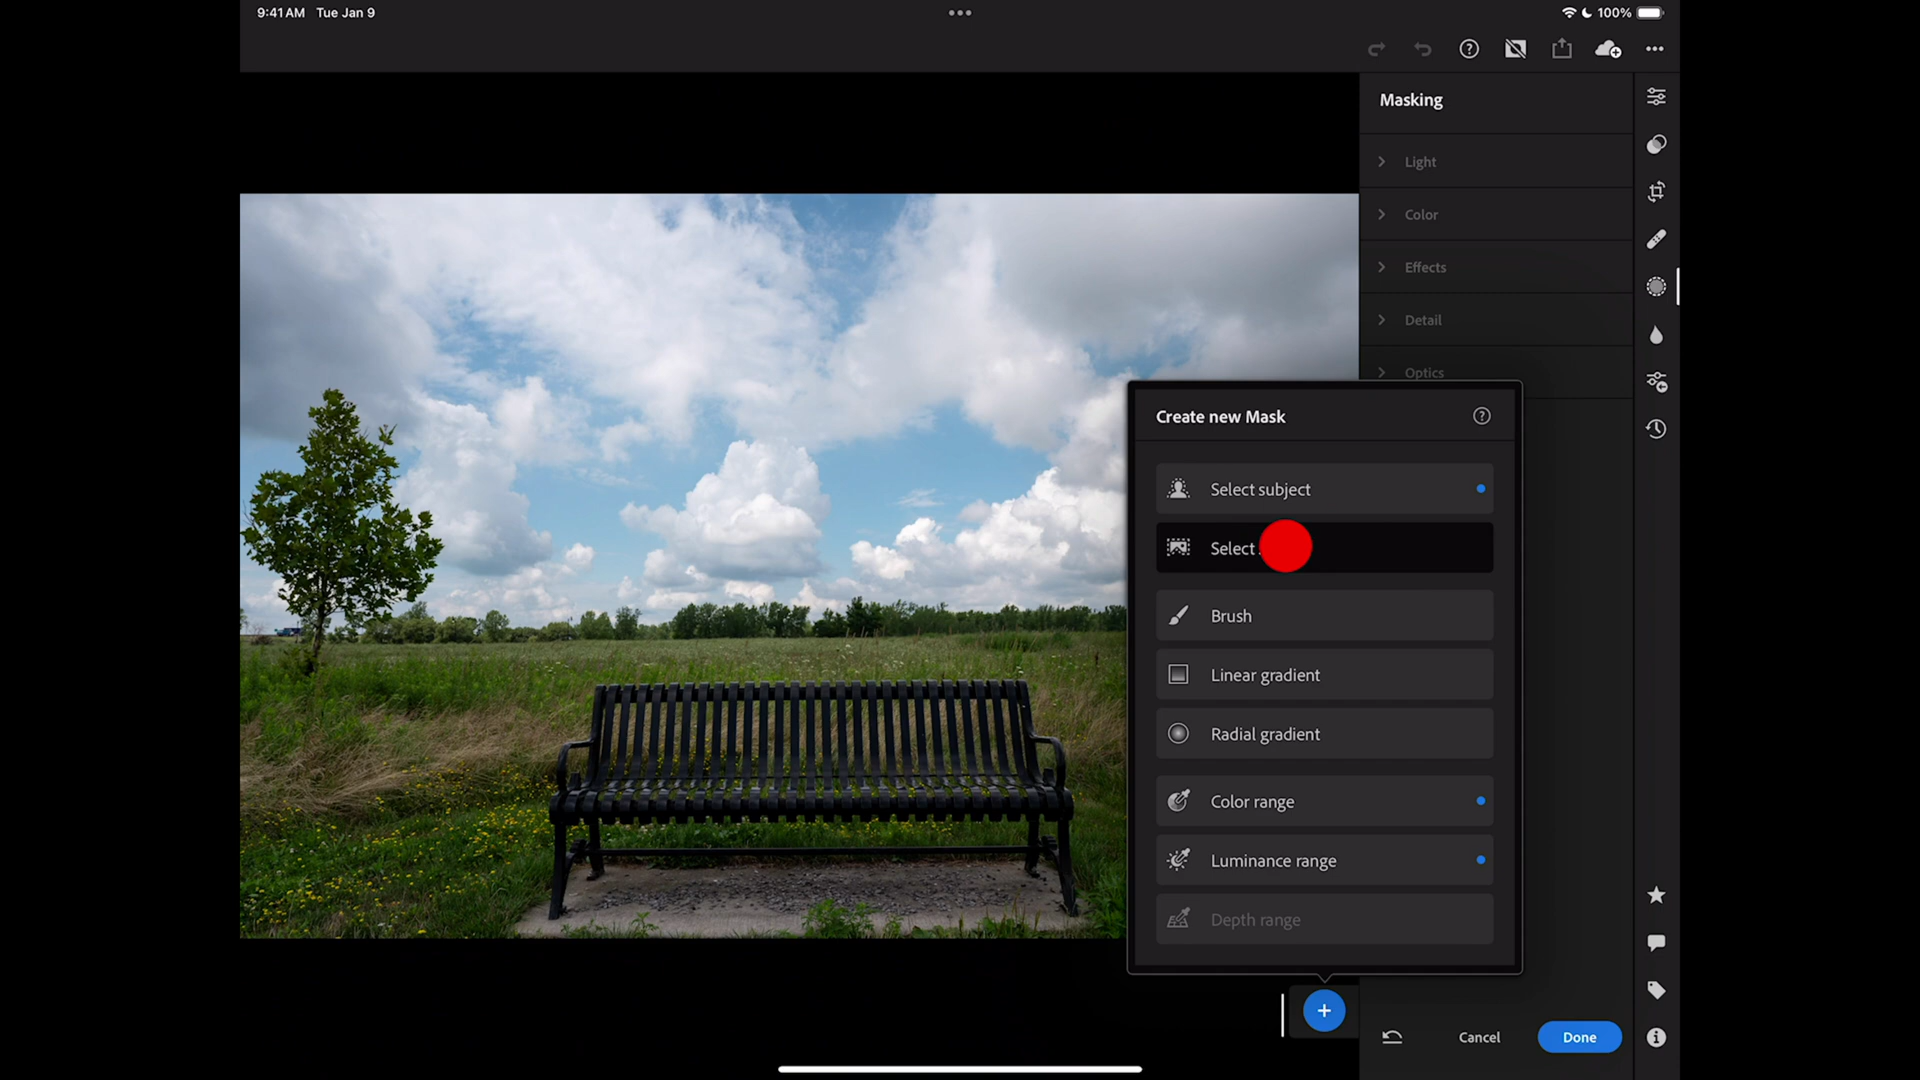 9:41 AM Tue Jan 9
100%
Masking
Light
Color
Effects
Detail
Optics
Create new Mask
Select subject
Select
Brush
Linear gradient
Radial gradient
Color range
Luminance range
Depth range
Cancel
Done